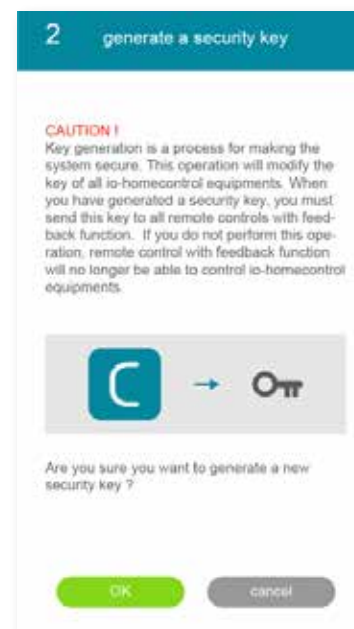 2 generate a security key
CAUTION !
Key generation is a process for making the
system secure. This operation will modify the
key of all io-homecontrol equipments. When
you have generated a security key, you must
send this key to all remote controls with feed-
back function. If you do not perform this ope-
ration, remote control with feedback function
will no longer be able to control io-homecontrol
equipments.
Are you sure you want to generate a new
security key ?
OK cancel